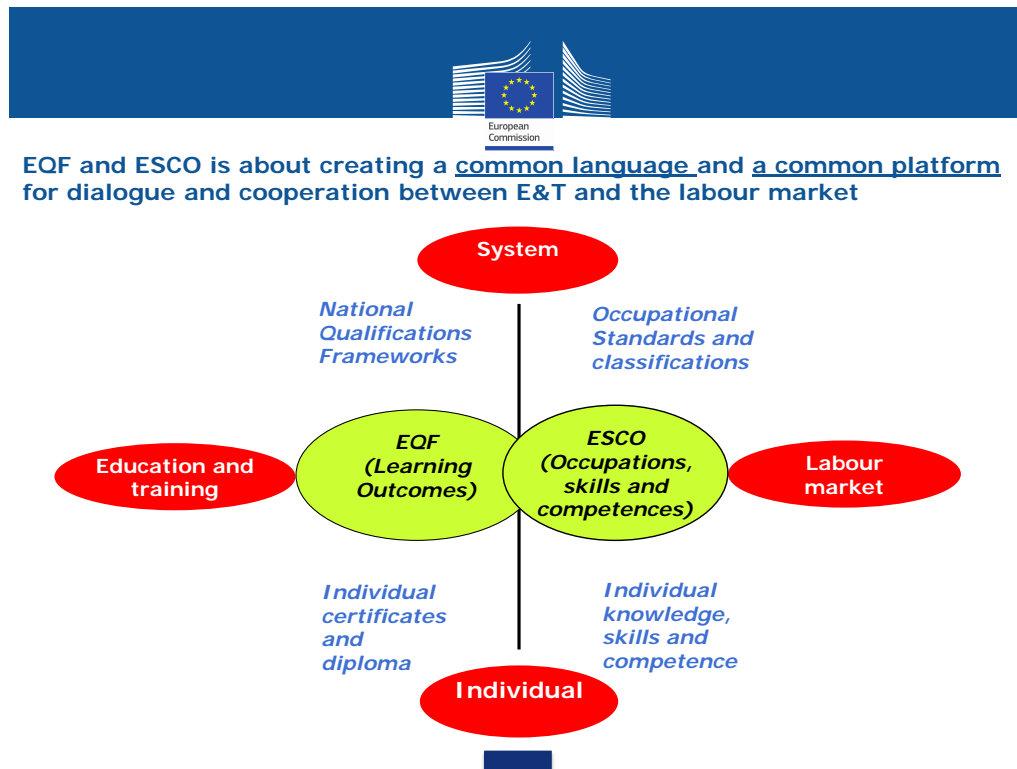 European
Commission
EQF and ESCO is about creating a common language and a common platform
for dialogue and cooperation between E&T and the labour market
System
National
Qualifications
Frameworks
Occupational
Standards and
classifications
EQF
(Learning
Outcomes)
ESCO
(Occupations,
skills and
competences)
Education and
training
Labour
market
Individual
certificates
and
diploma
Individual
knowledge,
skills and
competence
Individual